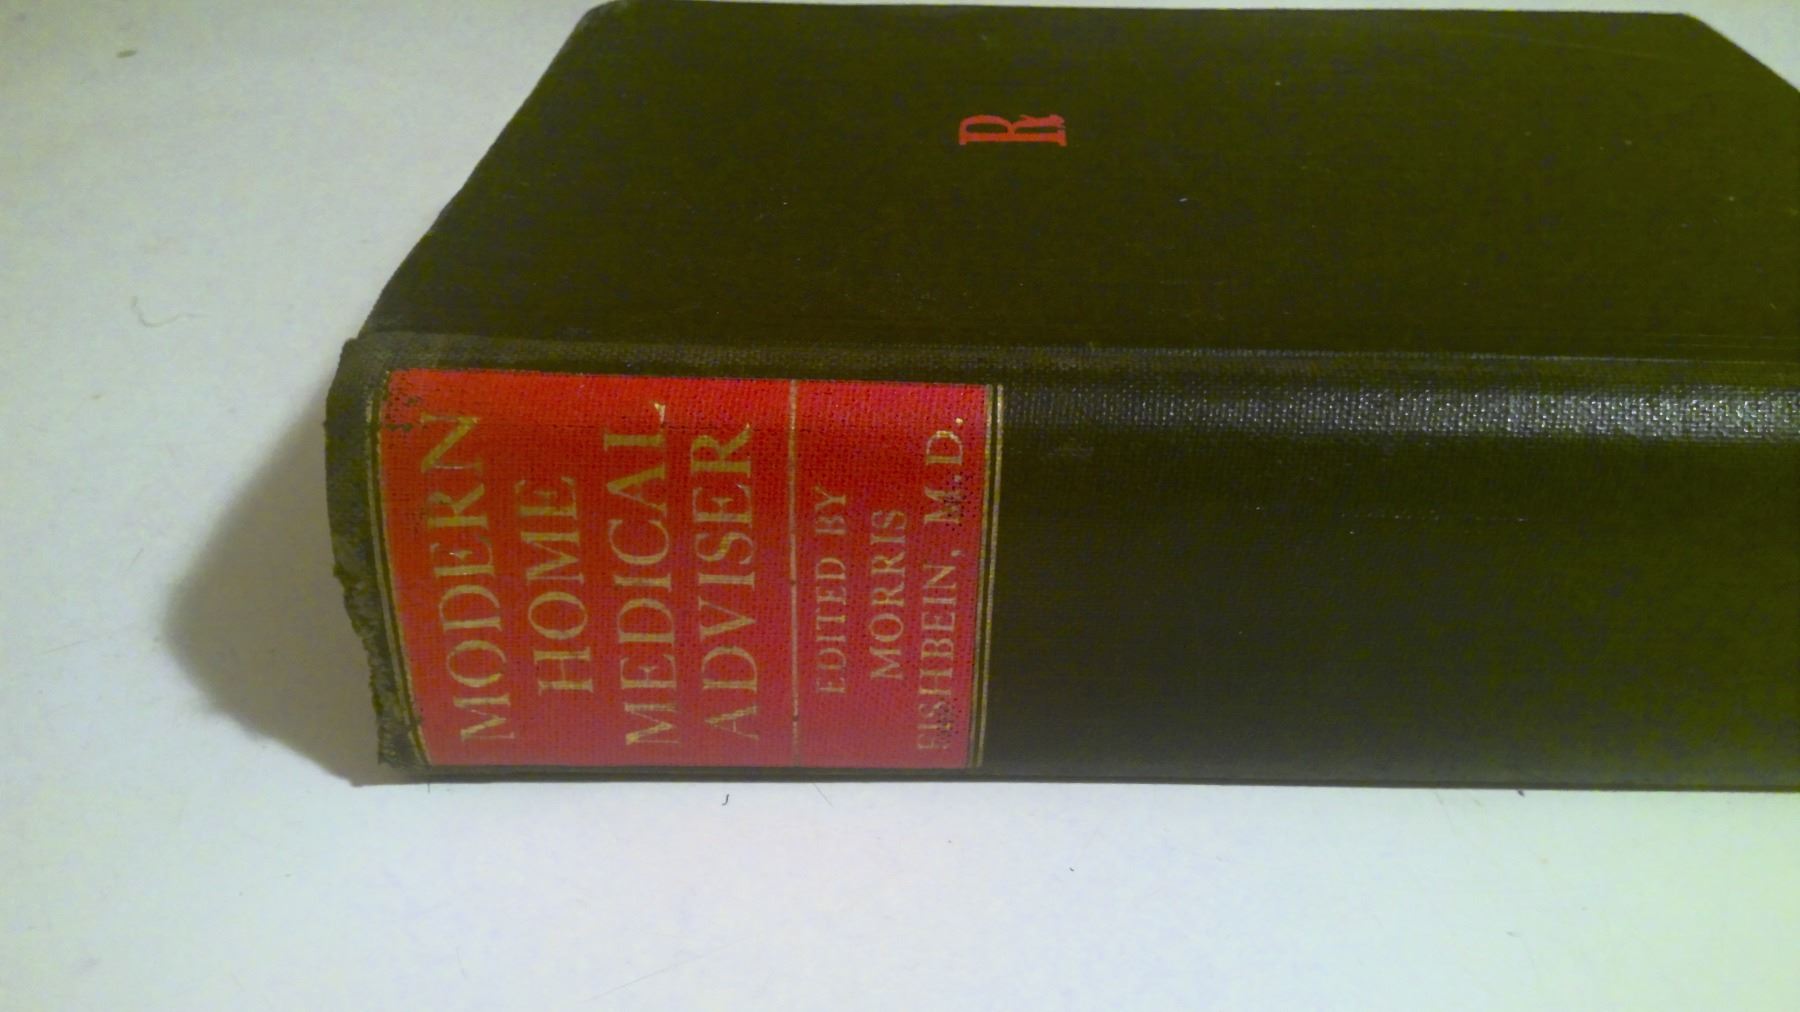 MODERN
HOME
MEDICAL
ADVISER
EDITED BY
MORRIS
FISHBEIN, M.D.
℞